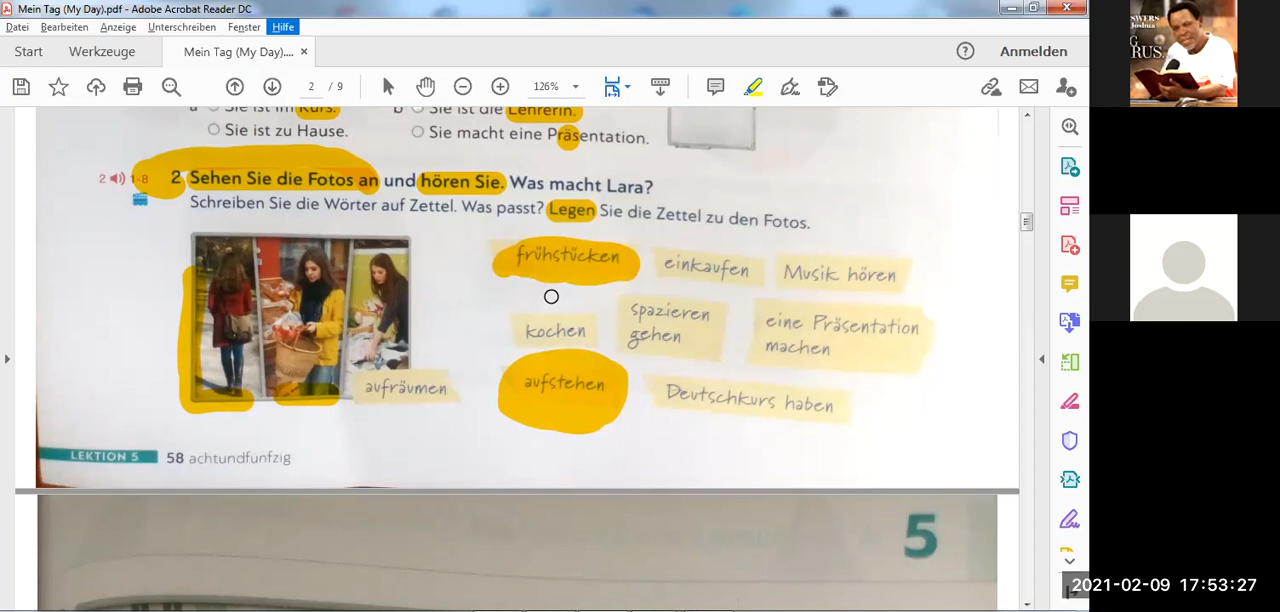 Mein Tag (My Day).pdf - Adobe Acrobat Reader DC
Datei Bearbeiten Anzeige Unterschreiben Fenster Hilfe
Start Werkzeuge Mein Tag (My Day).... × Anmelden
2 / 9 126%
a Sie ist im Kurs. b Sie ist die Lehrerin.
Sie ist zu Hause. Sie macht eine Präsentation.
2 1-8 2 Sehen Sie die Fotos an und hören Sie. Was macht Lara?
Schreiben Sie die Wörter auf Zettel. Was passt? Legen Sie die Zettel zu den Fotos.
frühstücken einkaufen Musik hören
kochen spazieren gehen eine Präsentation machen
aufräumen aufstehen Deutschkurs haben
LEKTION 5 58 achtundfünfzig
5
SWERS
Joshua
RUS.
2021-02-09 17:53:27